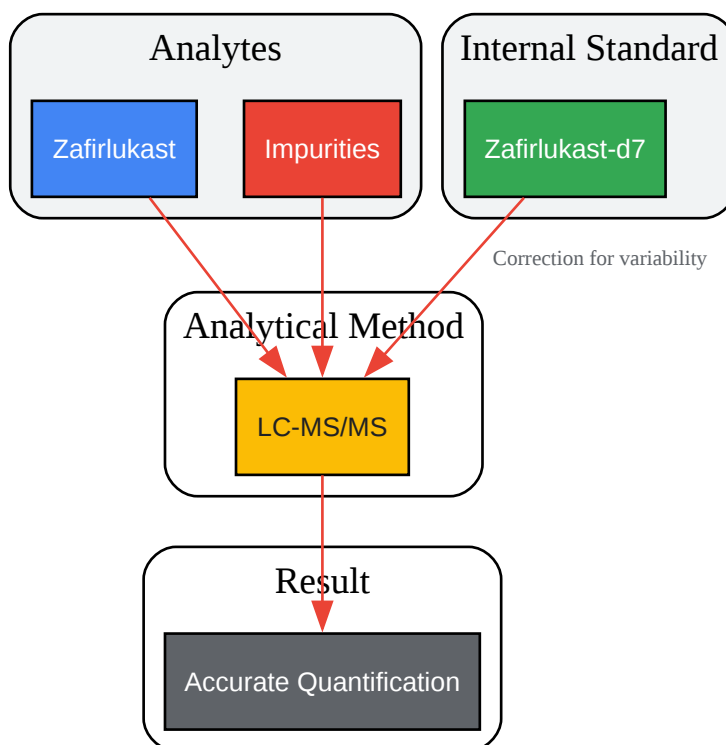 Analytes
Internal Standard
Zafirlukast
Impurities
Zafirlukast-d7
Correction for variability
Analytical Method
LC-MS/MS
Result
Accurate Quantification